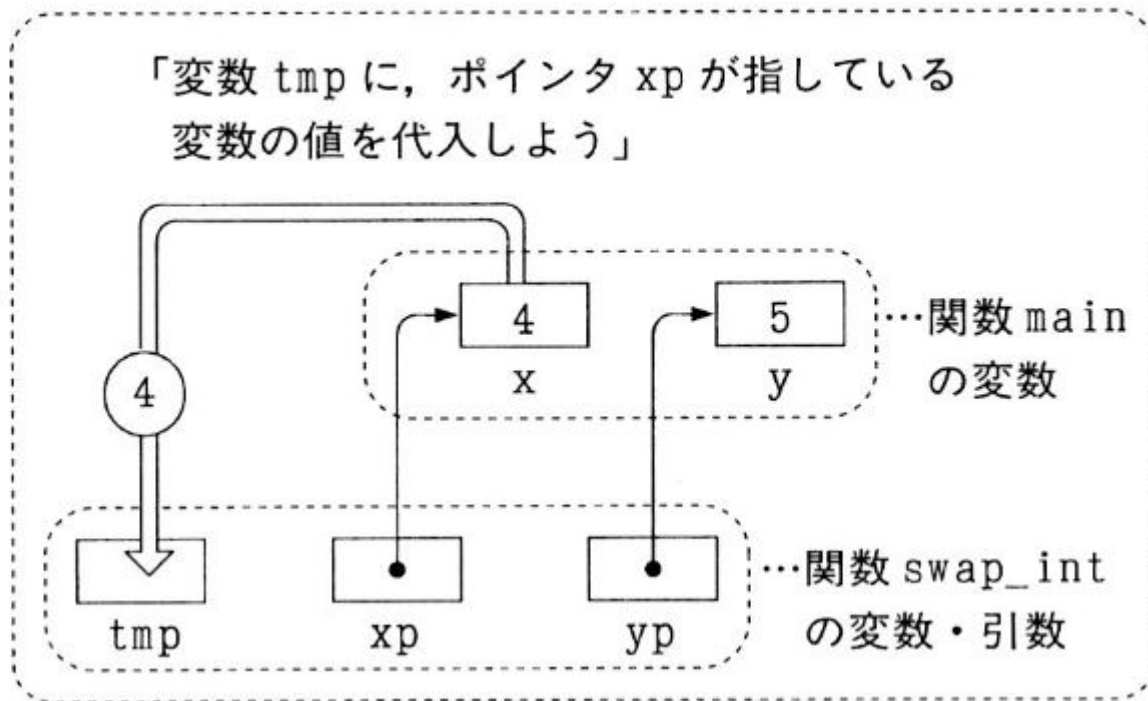 「変数 tmp に，ポインタ xp が指している
変数の値を代入しよう」
4
5
…関数 main
の変数
x
y
4
…関数 swap_int
の変数・引数
tmp
xp
yp